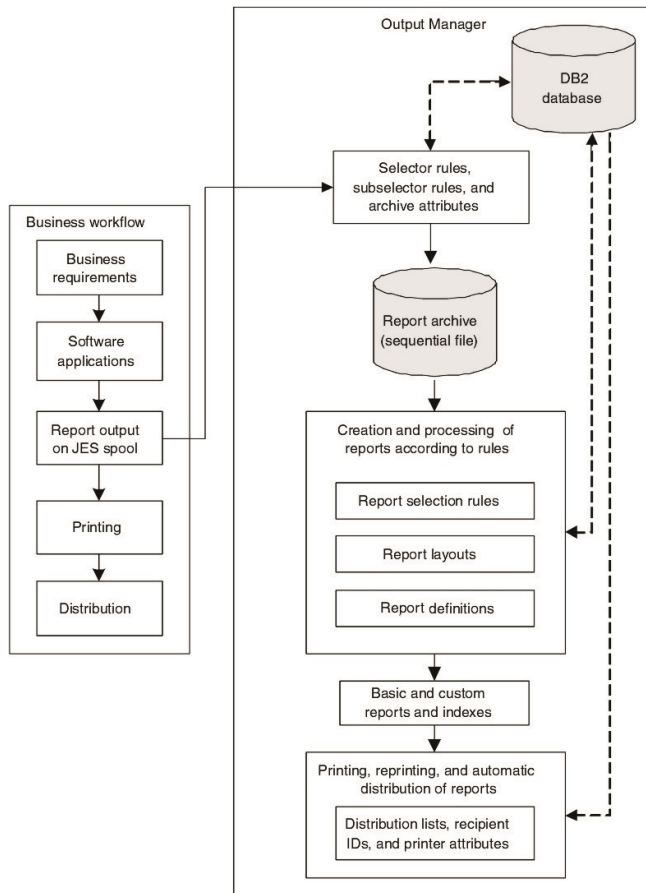 Output Manager
DB2
database
Selector rules,
subselector rules, and
archive attributes
Business workflow
Business
requirements
Software
applications
Report output
on JES spool
Printing
Distribution
Report archive
(sequential file)
Creation and processing of
reports according to rules
Report selection rules
Report layouts
Report definitions
Basic and custom
reports and indexes
Printing, reprinting, and automatic
distribution of reports
Distribution lists, recipient
IDs, and printer attributes